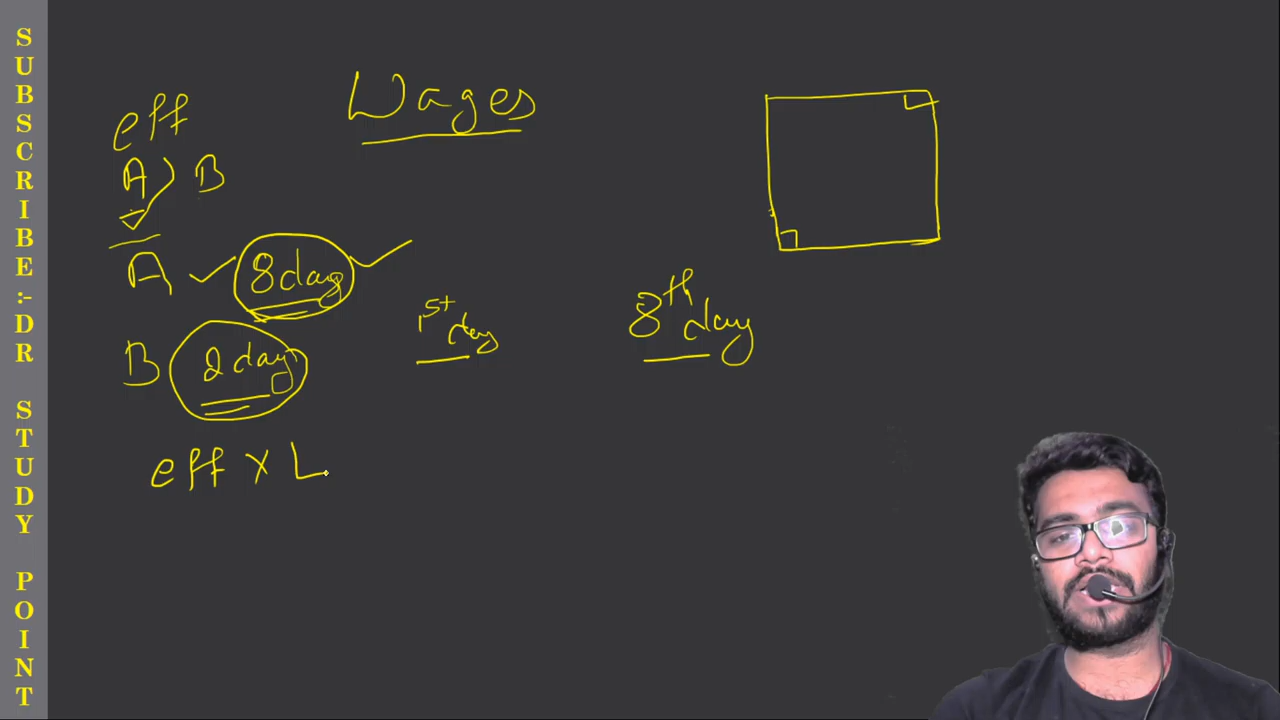 SUBSCRIBE:-DR STUDY POINT
Wages
eff
A > B
A 8 day
1st day
8th day
B 2 day
eff X L